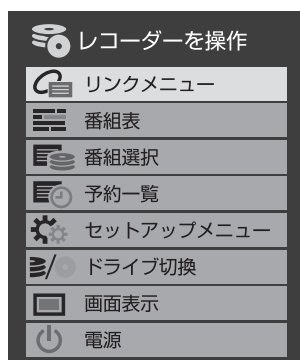 レコーダーを操作
リンクメニュー
番組表
番組選択
予約一覧
セットアップメニュー
ドライブ切換
画面表示
電源